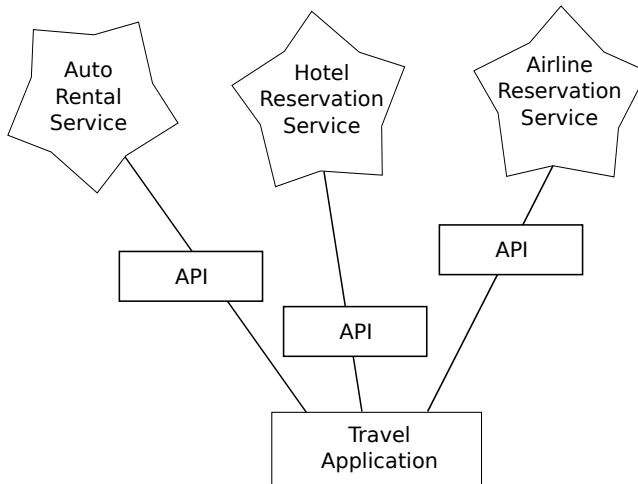 Auto
Rental
Service
Hotel
Reservation
Service
Airline
Reservation
Service
API
API
API
Travel
Application